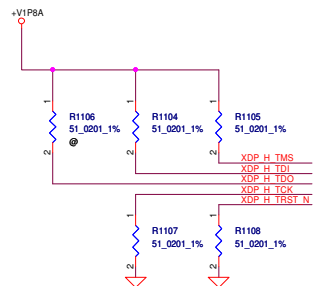 +V1P8A
1 1 1
R1106 R1104 R1105
51_0201_1% 51_0201_1% 51_0201_1%
@
2 2 2
XDP_H_TMS
XDP_H_TDI
XDP_H_TDO
XDP_H_TCK
XDP_H_TRST_N
1 1
R1107 R1108
51_0201_1% 51_0201_1%
2 2